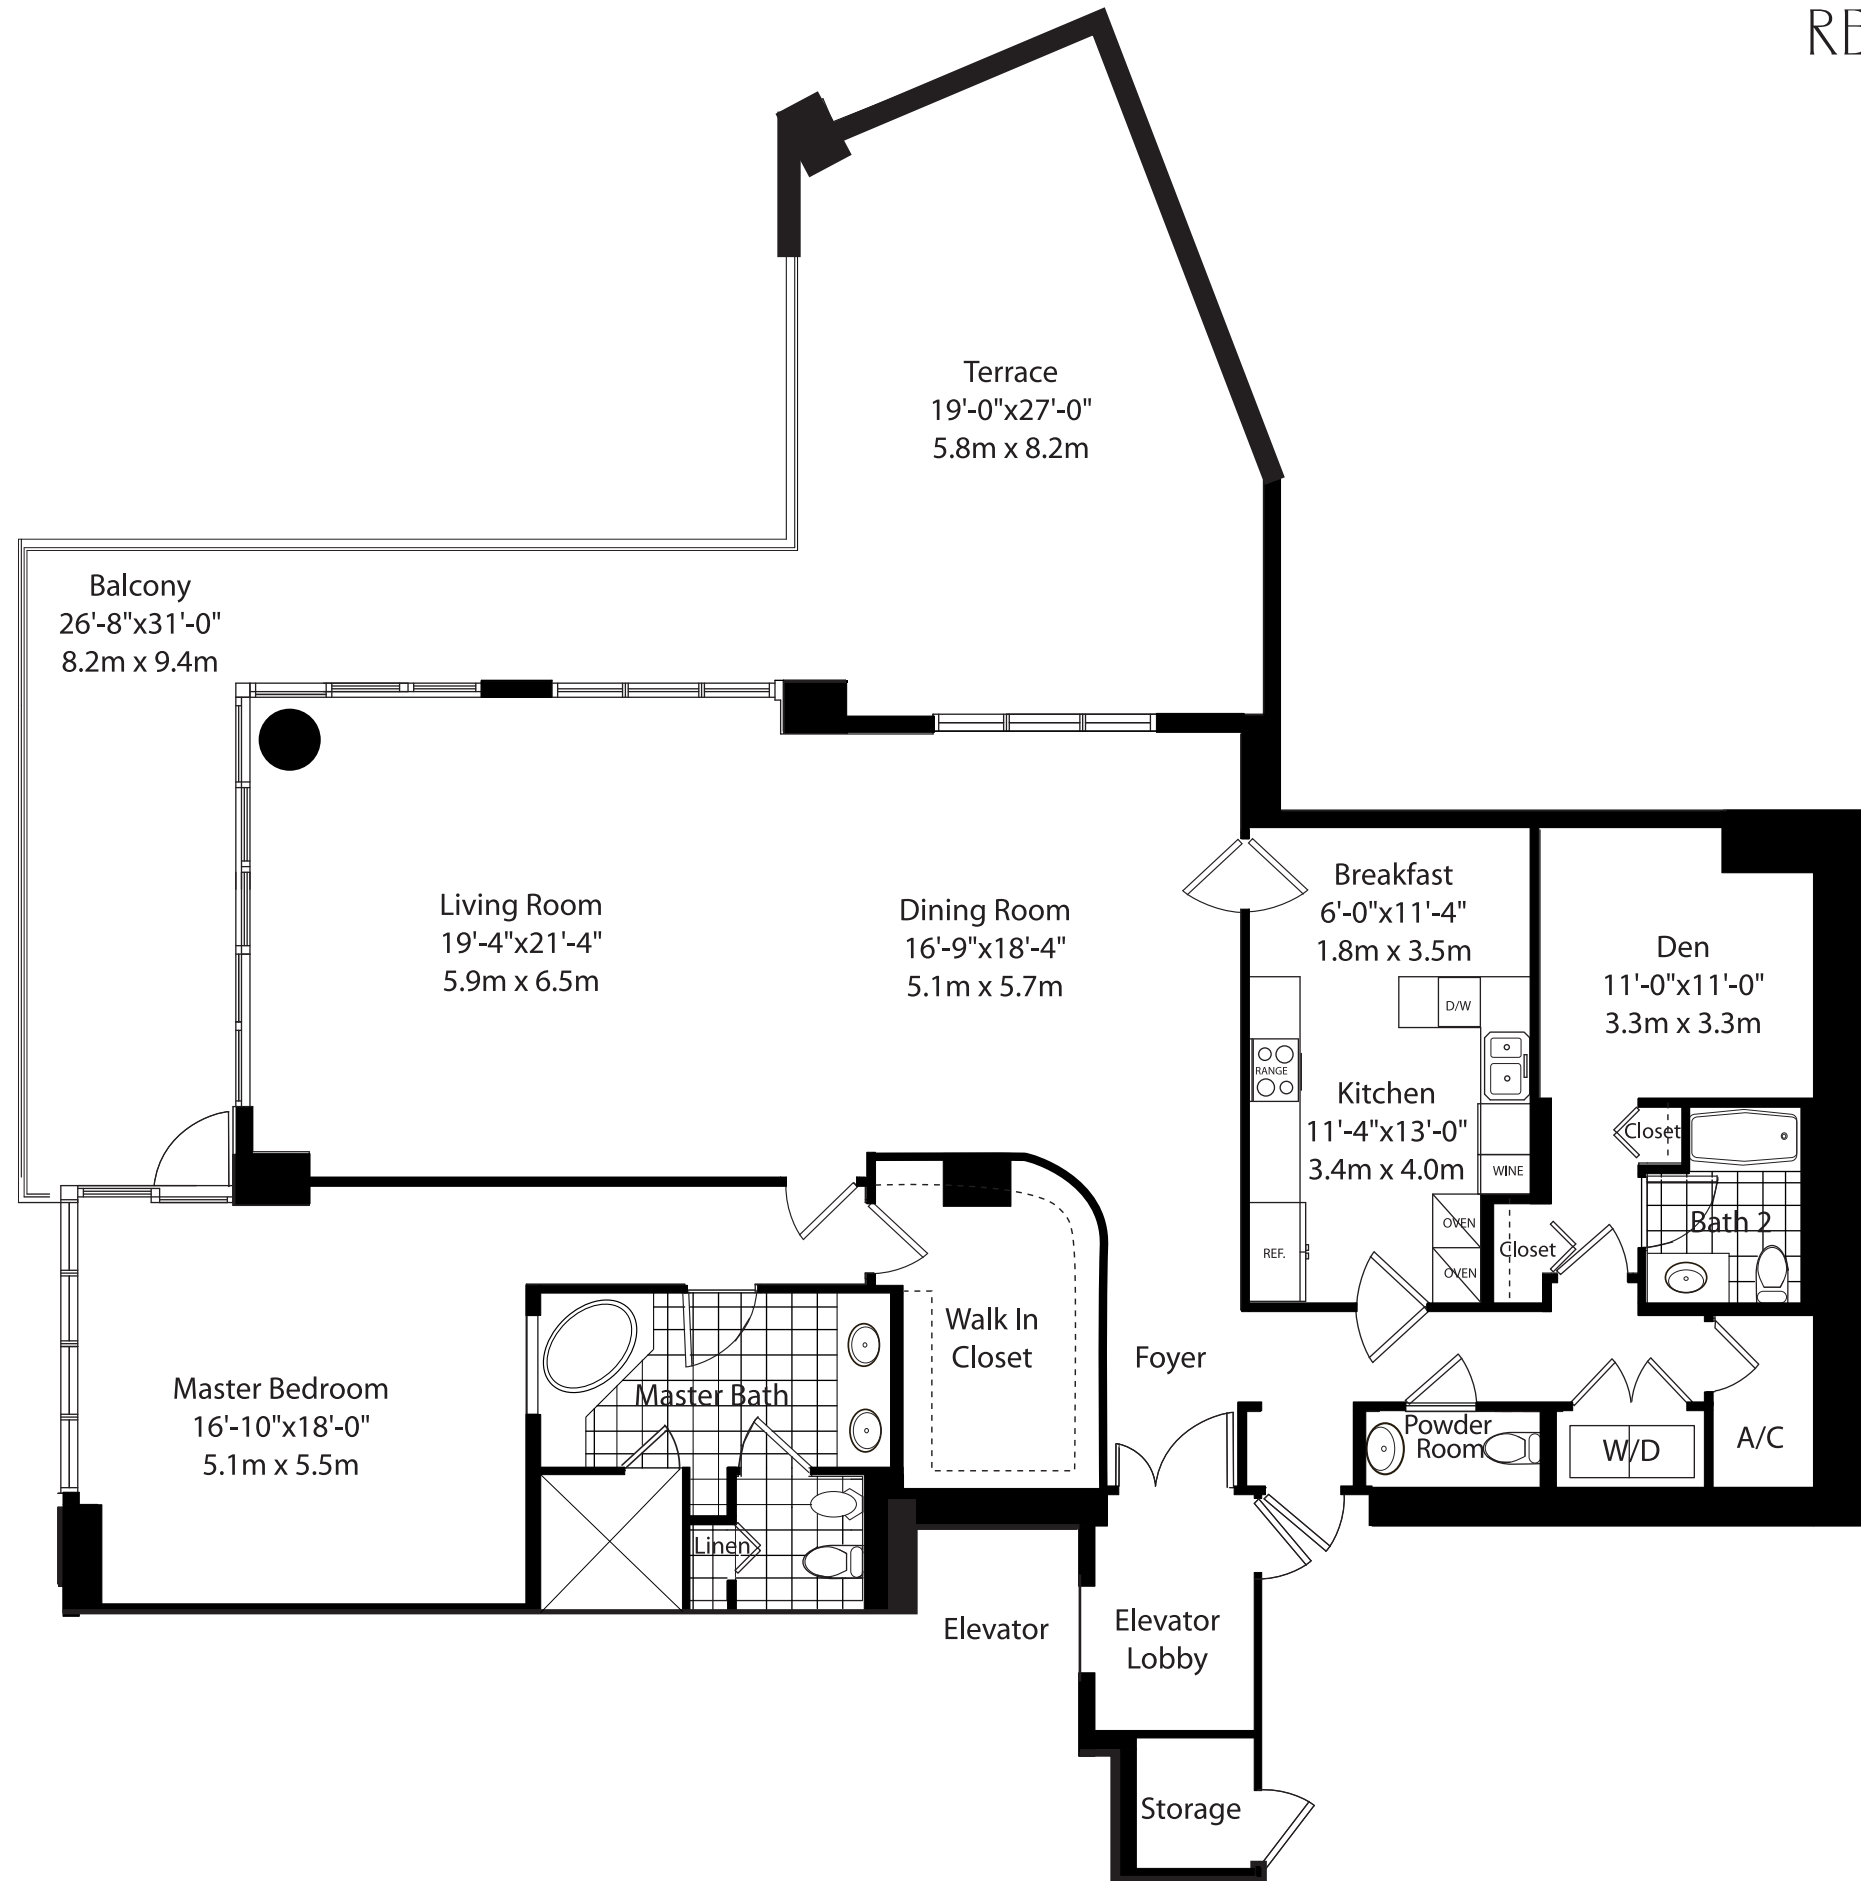 Terrace
19'-0"x27'-0"
5.8m x 8.2m
Balcony
26'-8"x31'-0"
8.2m x 9.4m
Living Room
19'-4"x21'-4"
5.9m x 6.5m
Dining Room
16'-9"x18'-4"
5.1m x 5.7m
Breakfast
6'-0"x11'-4"
1.8m x 3.5m
Den
11'-0"x11'-0"
3.3m x 3.3m
D/W
RANGE
Kitchen
11'-4"x13'-0"
3.4m x 4.0m
WINE
OVEN
OVEN
REF.
Closet
Closet
Bath 2
Walk In
Closet
Foyer
Master Bedroom
16'-10"x18'-0"
5.1m x 5.5m
Master Bath
Linen
Powder
Room
W/D
A/C
Elevator
Elevator
Lobby
Storage